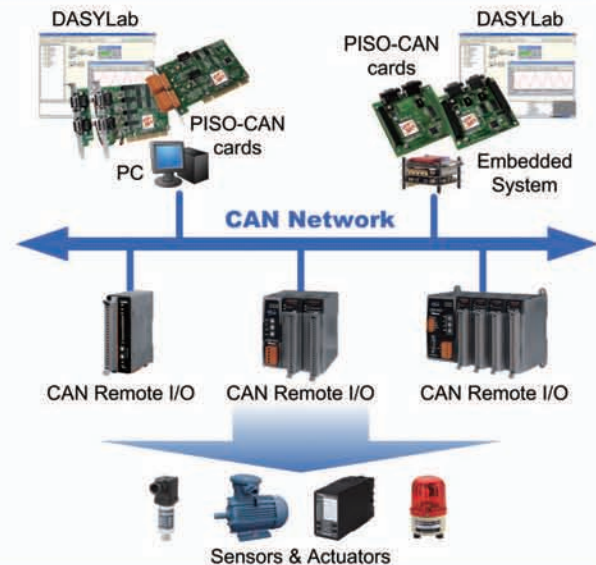 DASYLab
DASYLab
PISO-CAN
cards
PISO-CAN
cards
PC
Embedded
System
CAN Network
CAN Remote I/O
CAN Remote I/O
CAN Remote I/O
Sensors & Actuators